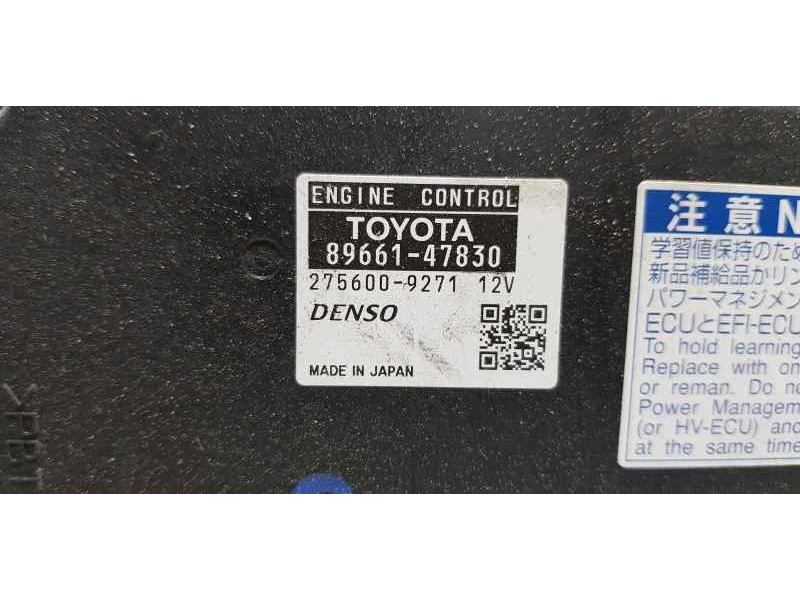 ENGINE CONTROL
TOYOTA
89661-47830
275600-9271 12V
DENSO
MADE IN JAPAN
注意
学習値保持のため
新品補給品かリン
パワーマネジメン
ECUとEFI-ECU
To hold learning
Replace with
or reman. Do
Power
(or HV-ECU) and
at the same time
>PBT